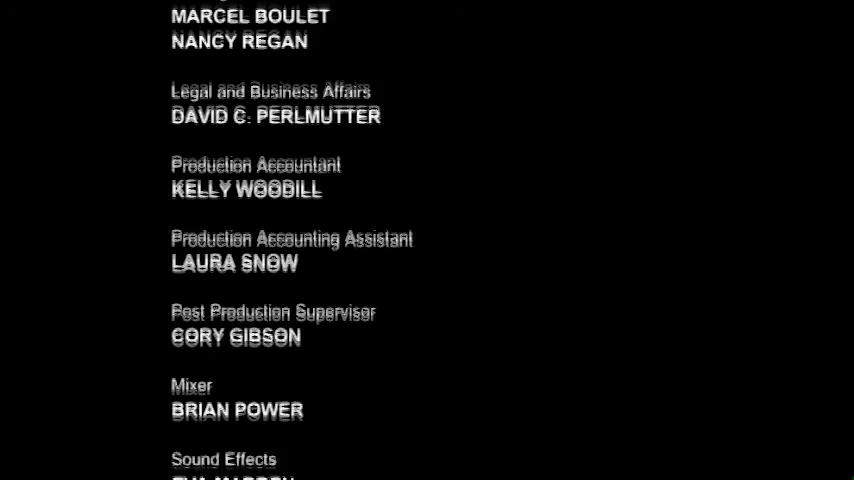 MARCEL BOULET
NANCY REGAN
Legal and Business Affairs
DAVID C. PERLMUTTER
Production Accountant
KELLY WOODILL
Production Accounting Assistant
LAURA SNOW
Post Production Supervisor
CORY GIBSON
Mixer
BRIAN POWER
Sound Effects